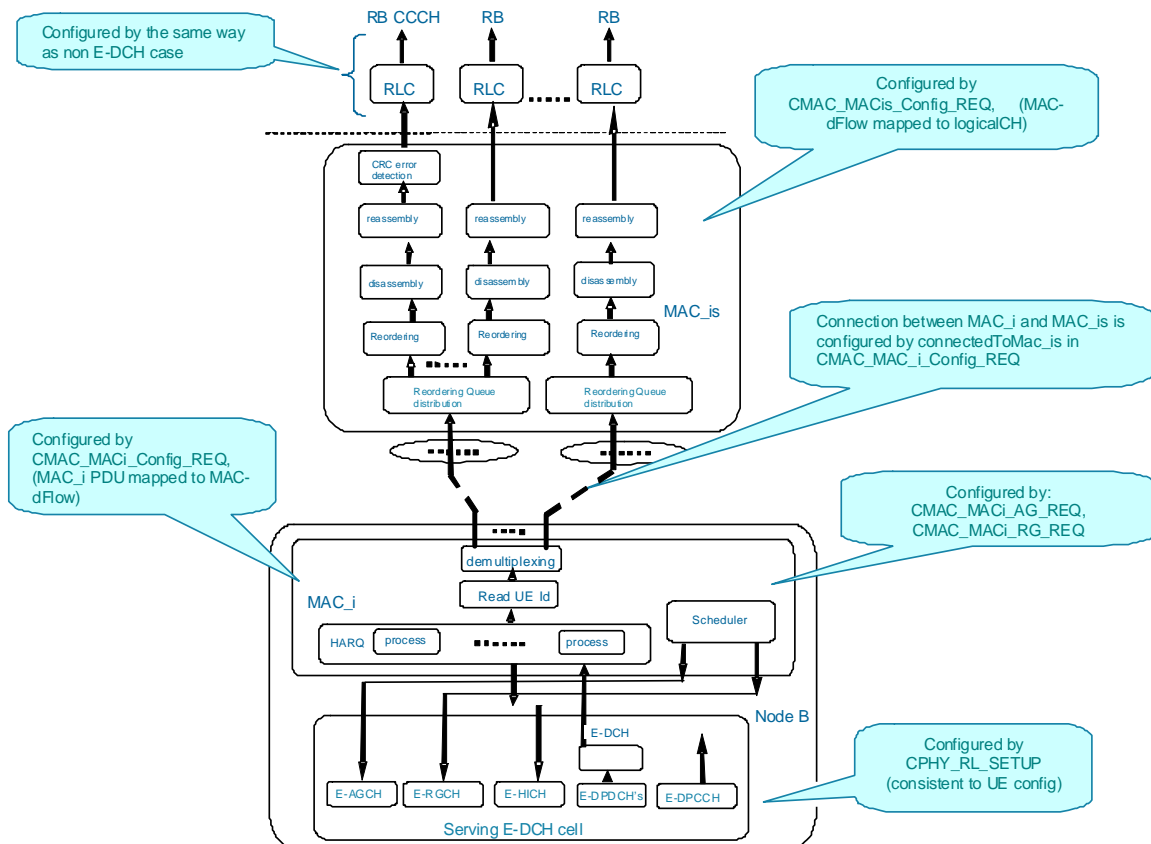 RB CCCH
RB
RB
Configured by the same way
as non E-DCH case
RLC
RLC
RLC
Configured by
CMAC_MACis_Config_REQ, (MAC-
dFlow mapped to logicalCH)
CRC error
detection
reassembly
reassembly
reassembly
disassembly
disassembly
disassembly
MAC_is
Reordering
Reordering
Reordering
Connection between MAC_i and MAC_is is
configured by connectedToMac_is in
CMAC_MAC_i_Config_REQ
Reordering Queue
distribution
Reordering Queue
distribution
Configured by
CMAC_MACi_Config_REQ,
(MAC_i PDU mapped to MAC-
dFlow)
Configured by:
CMAC_MACi_AG_REQ,
CMAC_MACi_RG_REQ
demultiplexing
Read UE Id
MAC_i
Scheduler
HARQ
process
process
Node B
E-DCH
Configured by
CPHY_RL_SETUP
(consistent to UE config)
E-AGCH
E-RGCH
E-HICH
E-DPDCH's
E-DPCCH
Serving E-DCH cell